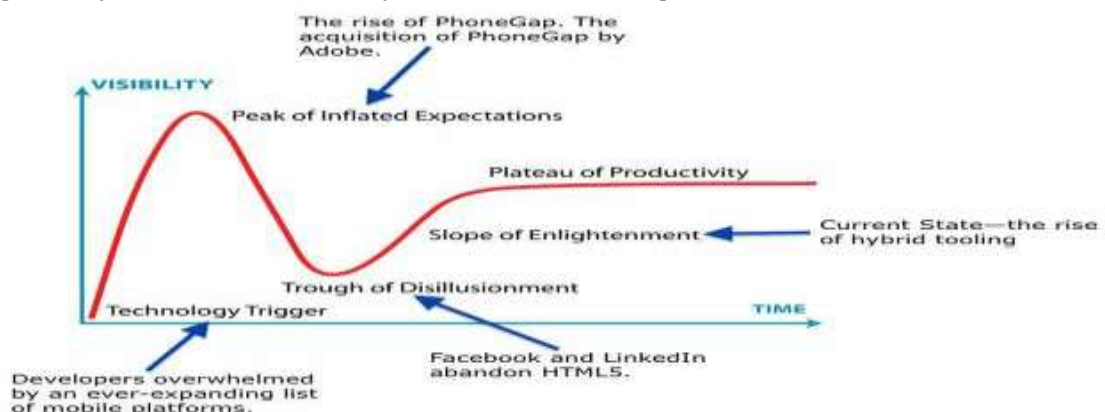 The rise of PhoneGap. The
acquisition of PhoneGap by
Adobe.
VISIBILITY
Peak of Inflated Expectations
Plateau of Productivity
Slope of Enlightenment
Current State—the rise
of hybrid tooling
Trough of Disillusionment
Technology Trigger
TIME
Facebook and LinkedIn
abandon HTML5.
Developers overwhelmed
by an ever-expanding list
of mobile platforms.